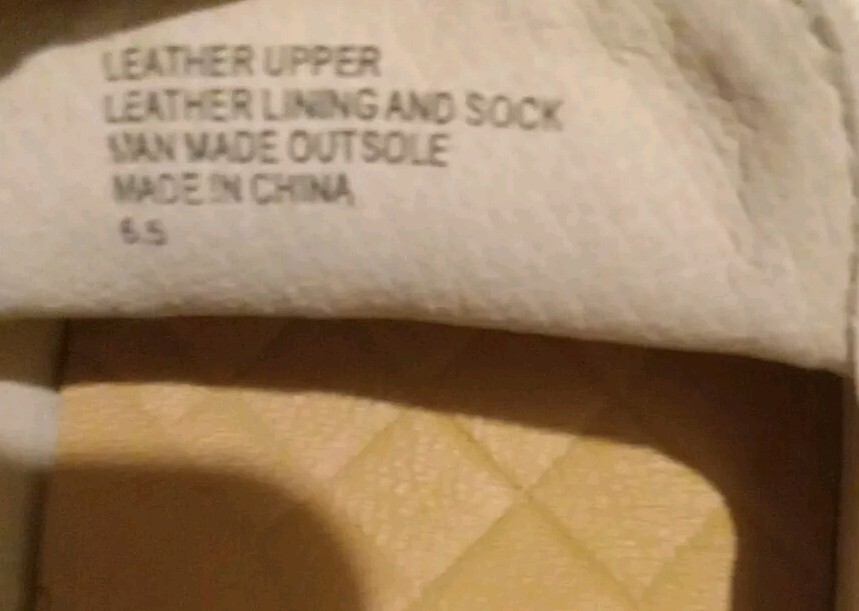 LEATHER UPPER
LEATHER LINING AND SOCK
MAN MADE OUTSOLE
MADE IN CHINA
6.5